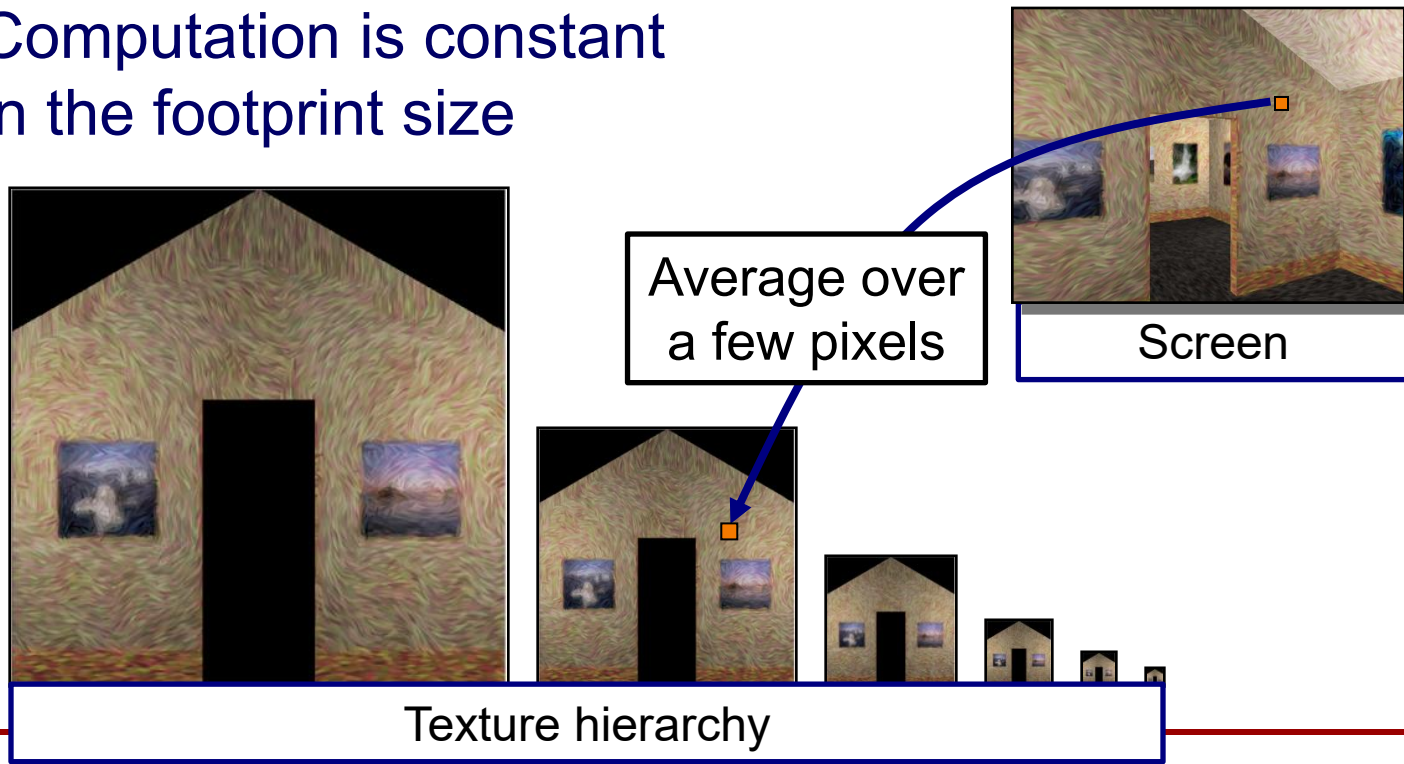 Computation is constant
n the footprint size
Average over
a few pixels
Screen
Texture hierarchy